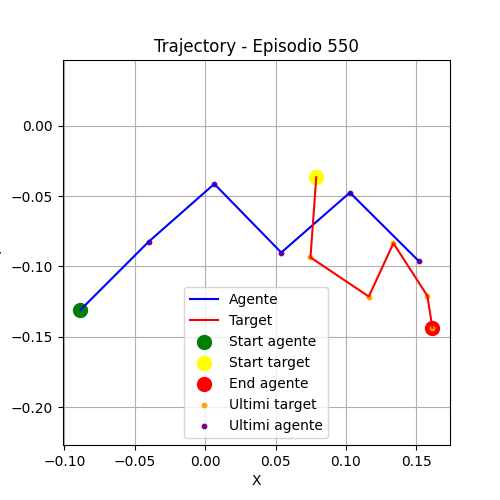 Trajectory - Episodio 550
0.00
−0.05
−0.10
−0.15
−0.20
Agente
Target
Start agente
Start target
End agente
Ultimi target
Ultimi agente
−0.10 −0.05 0.00 0.05 0.10 0.15
X